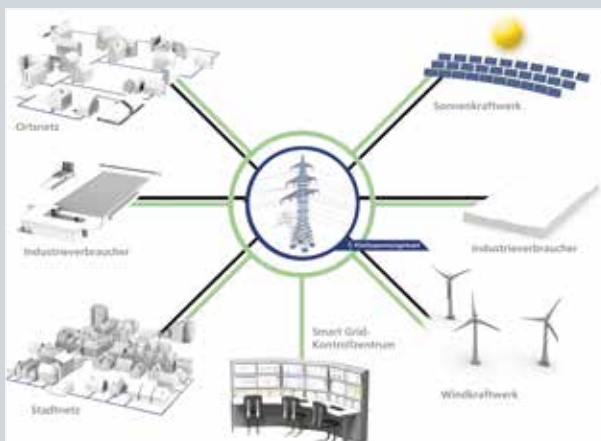 Ortsnetz
Sonnenkraftwerk
Industrieverbraucher
Industrieverbraucher
Smart Grid-
Kontrollzentrum
Stadtnetz
Windkraftwerk